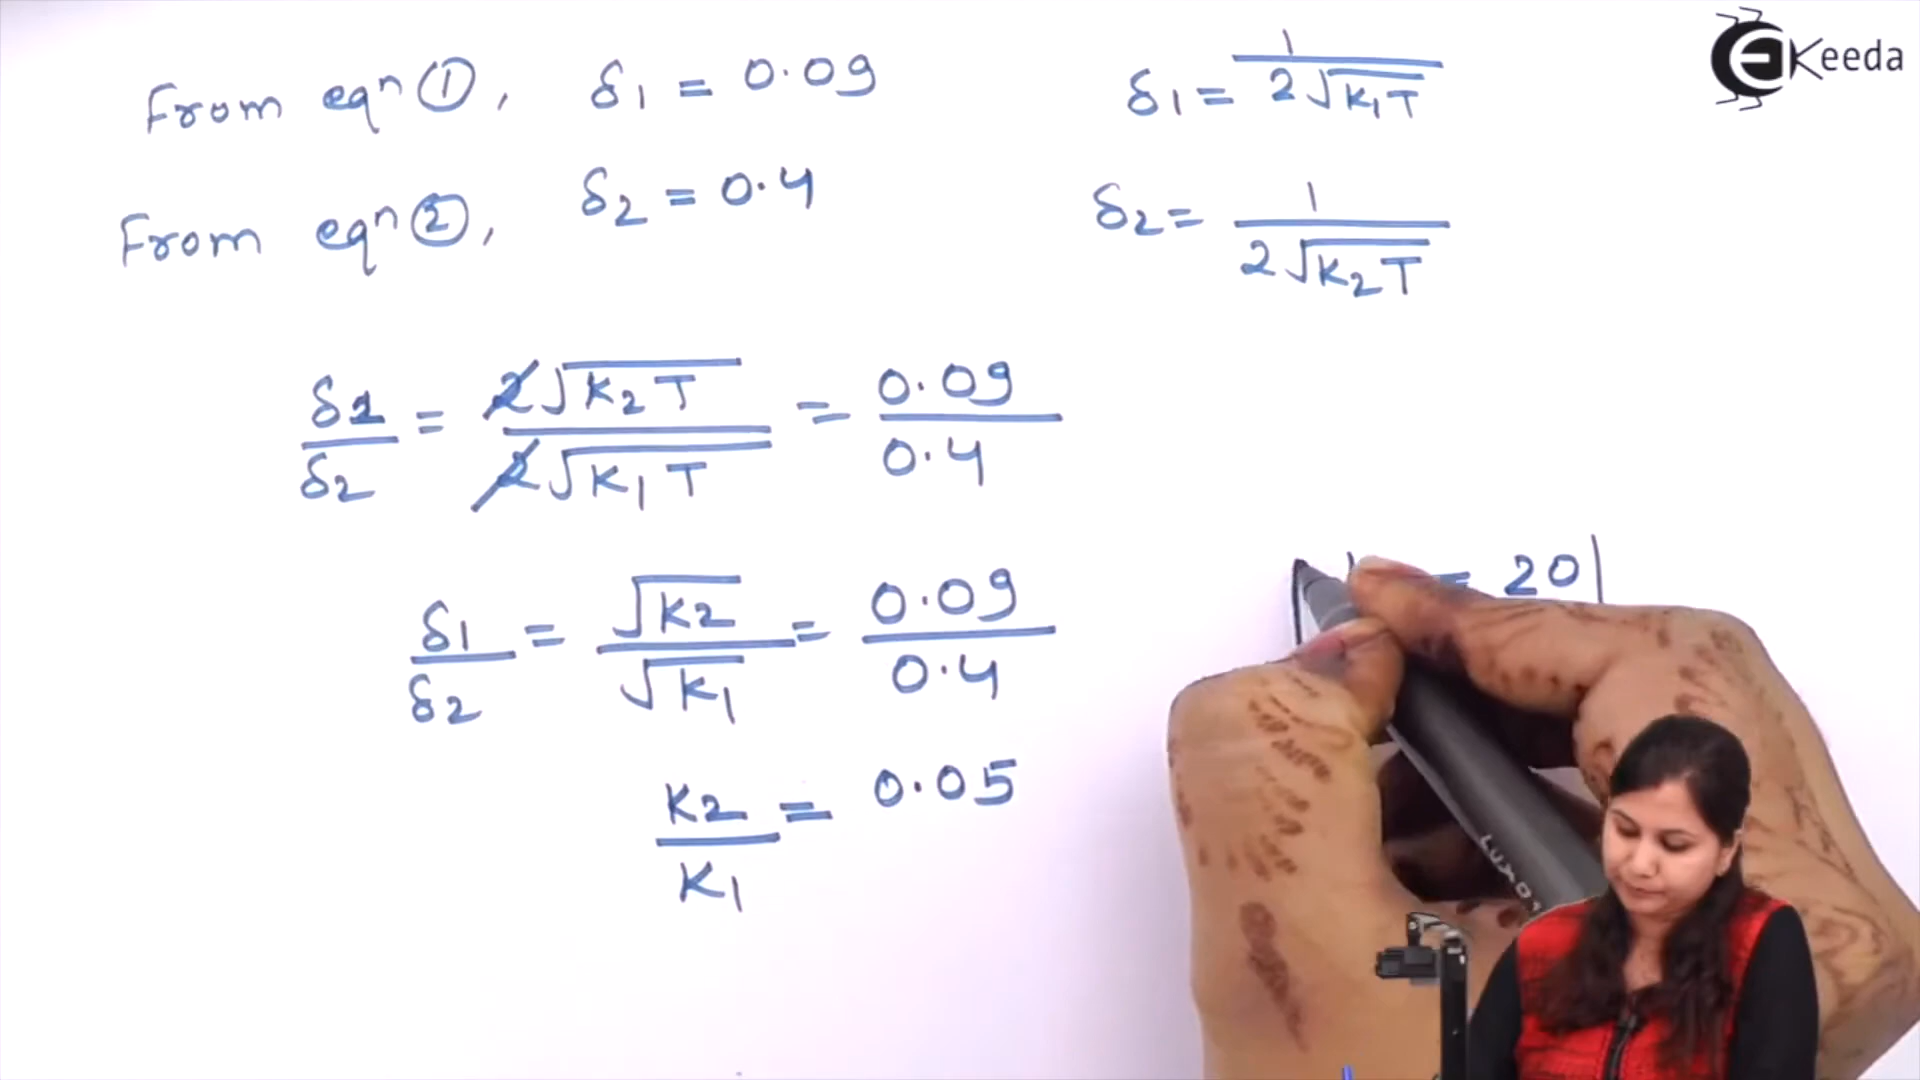 From eqn ①, δ1 = 0.09
δ1 = 1 / 2√K1T
EKeeda
From eqn ②, δ2 = 0.4
δ2 = 1 / 2√K2T
δ1 / δ2 = 2√K2T / 2√K1T = 0.09 / 0.4
δ1 / δ2 = √K2 / √K1 = 0.09 / 0.4
= 20
K2 / K1 = 0.05
LUXO